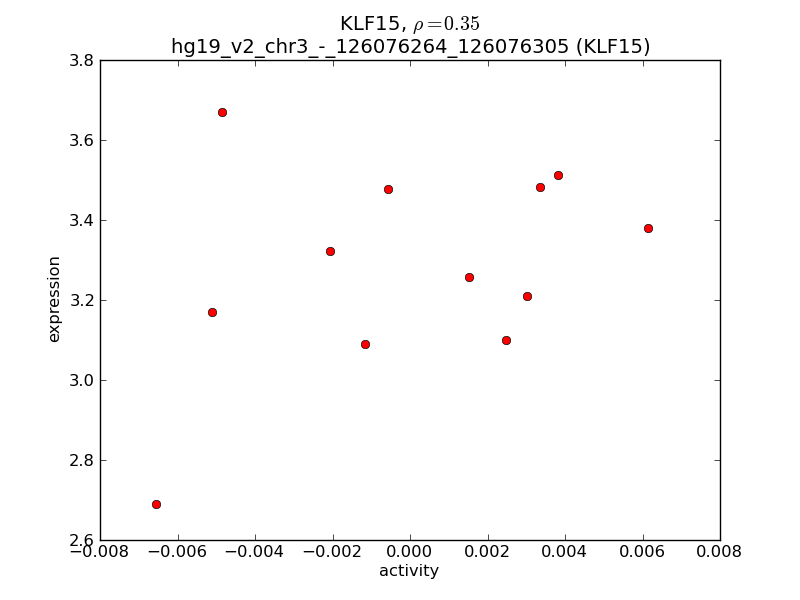 KLF15, ρ=0.35
hg19_v2_chr3_-_126076264_126076305 (KLF15)
3.8
3.6
3.4
3.2
3.0
2.8
2.6
expression
−0.008 −0.006 −0.004 −0.002 0.000 0.002 0.004 0.006 0.008
activity